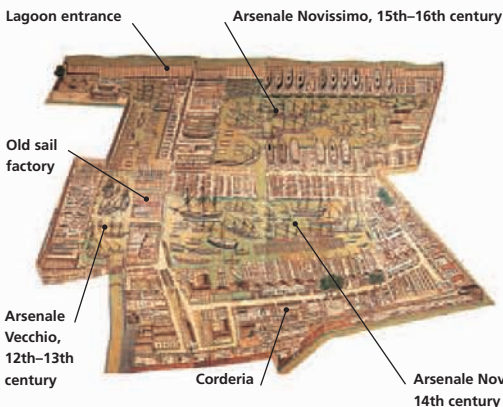 Lagoon entrance
Arsenale Novissimo, 15th–16th century
Old sail
factory
Arsenale
Vecchio,
12th–13th
century
Corderia
Arsenale Nov
14th century